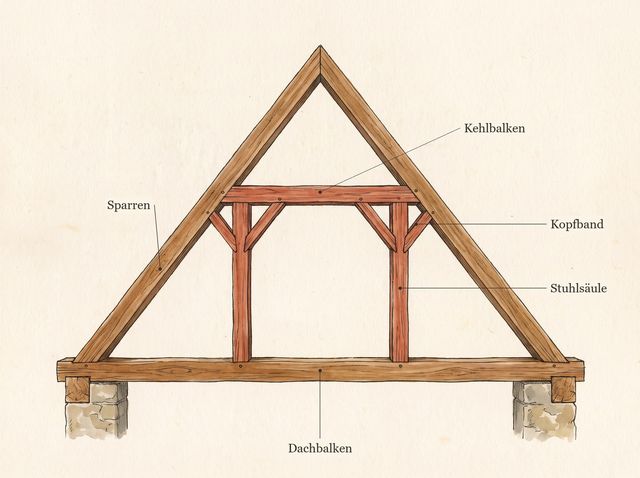 Kehlbalken
Sparren
Kopfband
Stuhlsäule
Dachbalken